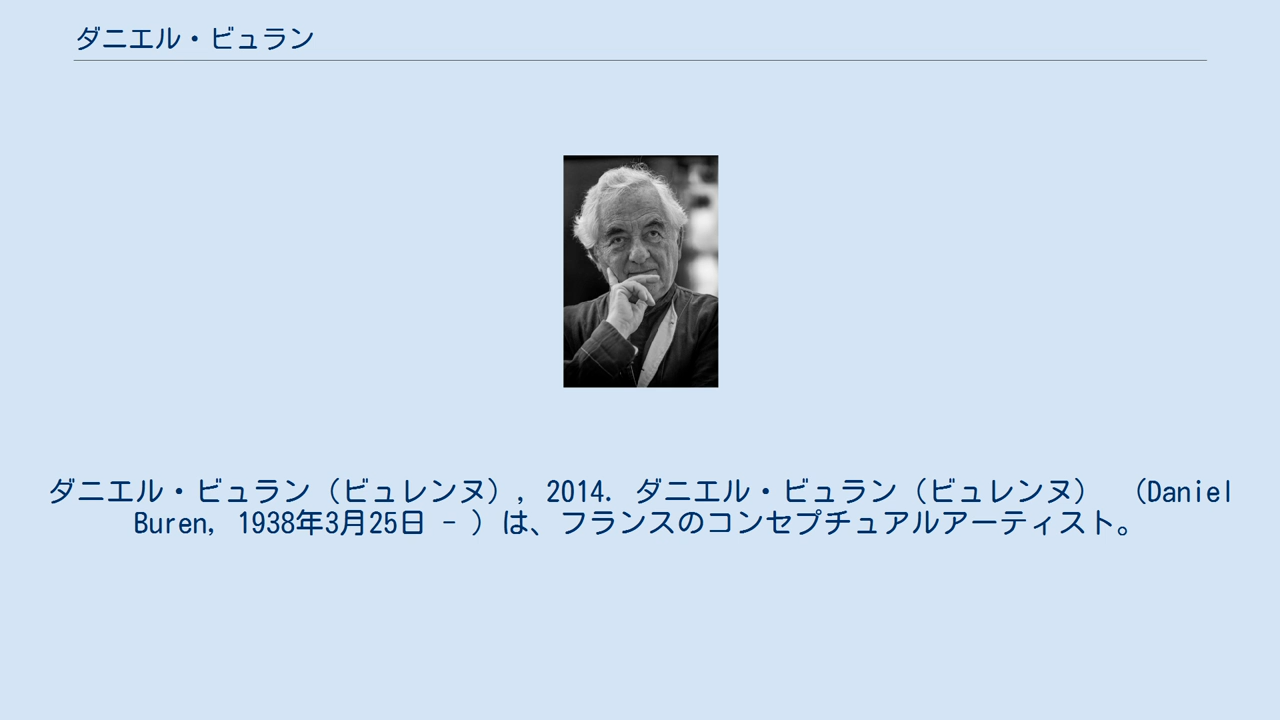 ダニエル・ビュラン
ダニエル・ビュラン（ビュレンヌ）, 2014. ダニエル・ビュラン（ビュレンヌ） （Daniel
Buren, 1938年3月25日 - ）は、フランスのコンセプチュアルアーティスト。